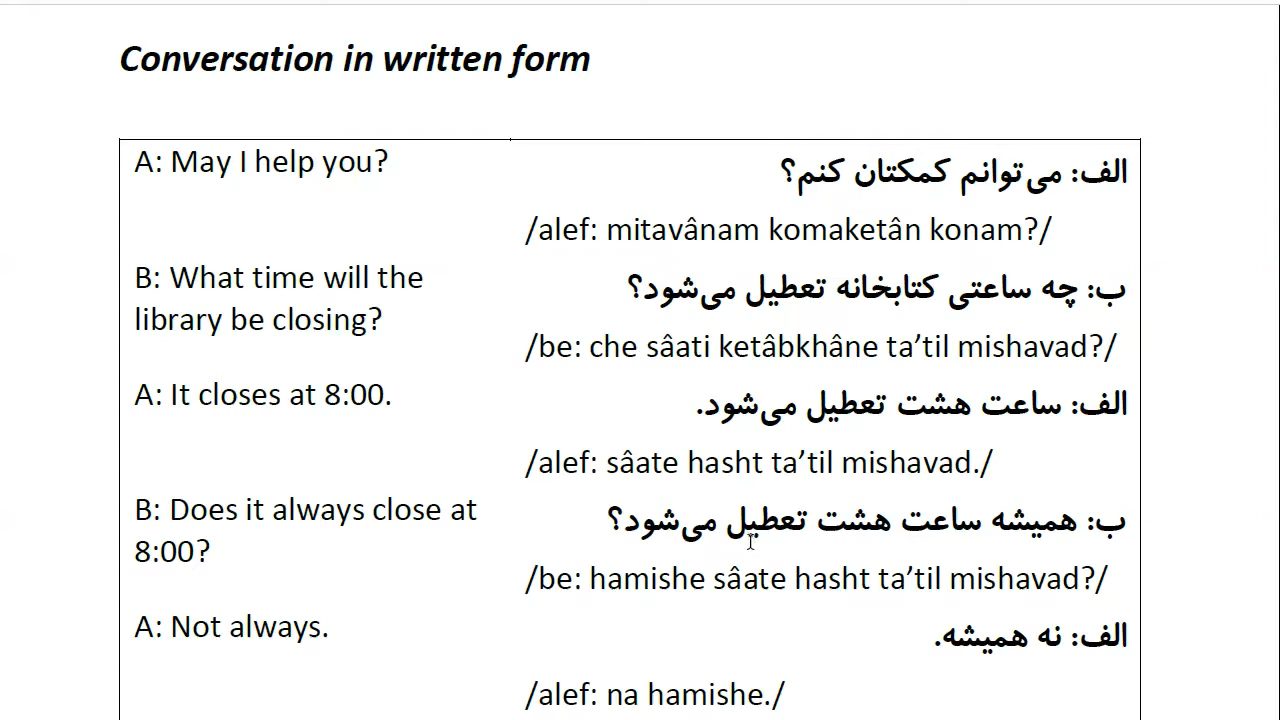 Conversation in written form
A: May I help you?
الف: می‌توانم کمکتان کنم؟
/alef: mitavânam komaketân konam?/
B: What time will the
library be closing?
ب: چه ساعتی کتابخانه تعطیل می‌شود؟
/be: che sâati ketâbkhâne ta’til mishavad?/
A: It closes at 8:00.
الف: ساعت هشت تعطیل می‌شود.
/alef: sâate hasht ta’til mishavad./
B: Does it always close at
8:00?
ب: همیشه ساعت هشت تعطیل می‌شود؟
/be: hamishe sâate hasht ta’til mishavad?/
A: Not always.
الف: نه همیشه.
/alef: na hamishe./